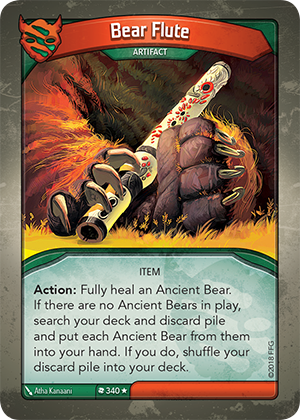 Bear Flute
ARTIFACT
ITEM
Action: Fully heal an Ancient Bear.
If there are no Ancient Bears in play,
search your deck and discard pile
and put each Ancient Bear from them
into your hand. If you do, shuffle your
discard pile into your deck.
Atha Kanaani
340 ★
©2018 FFG